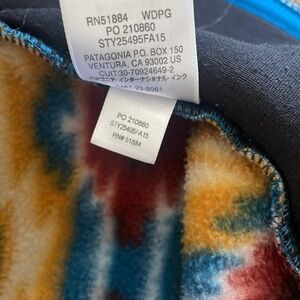 RN51884 WDPG
PO 210860
STY25495FA15
PATAGONIA P.O. BOX 150
VENTURA, CA 93002 US
CUIT:30-70924649-2
パタゴニア・インターナショナル・インク
PO 210860
STY25495FA15
RN# 51884